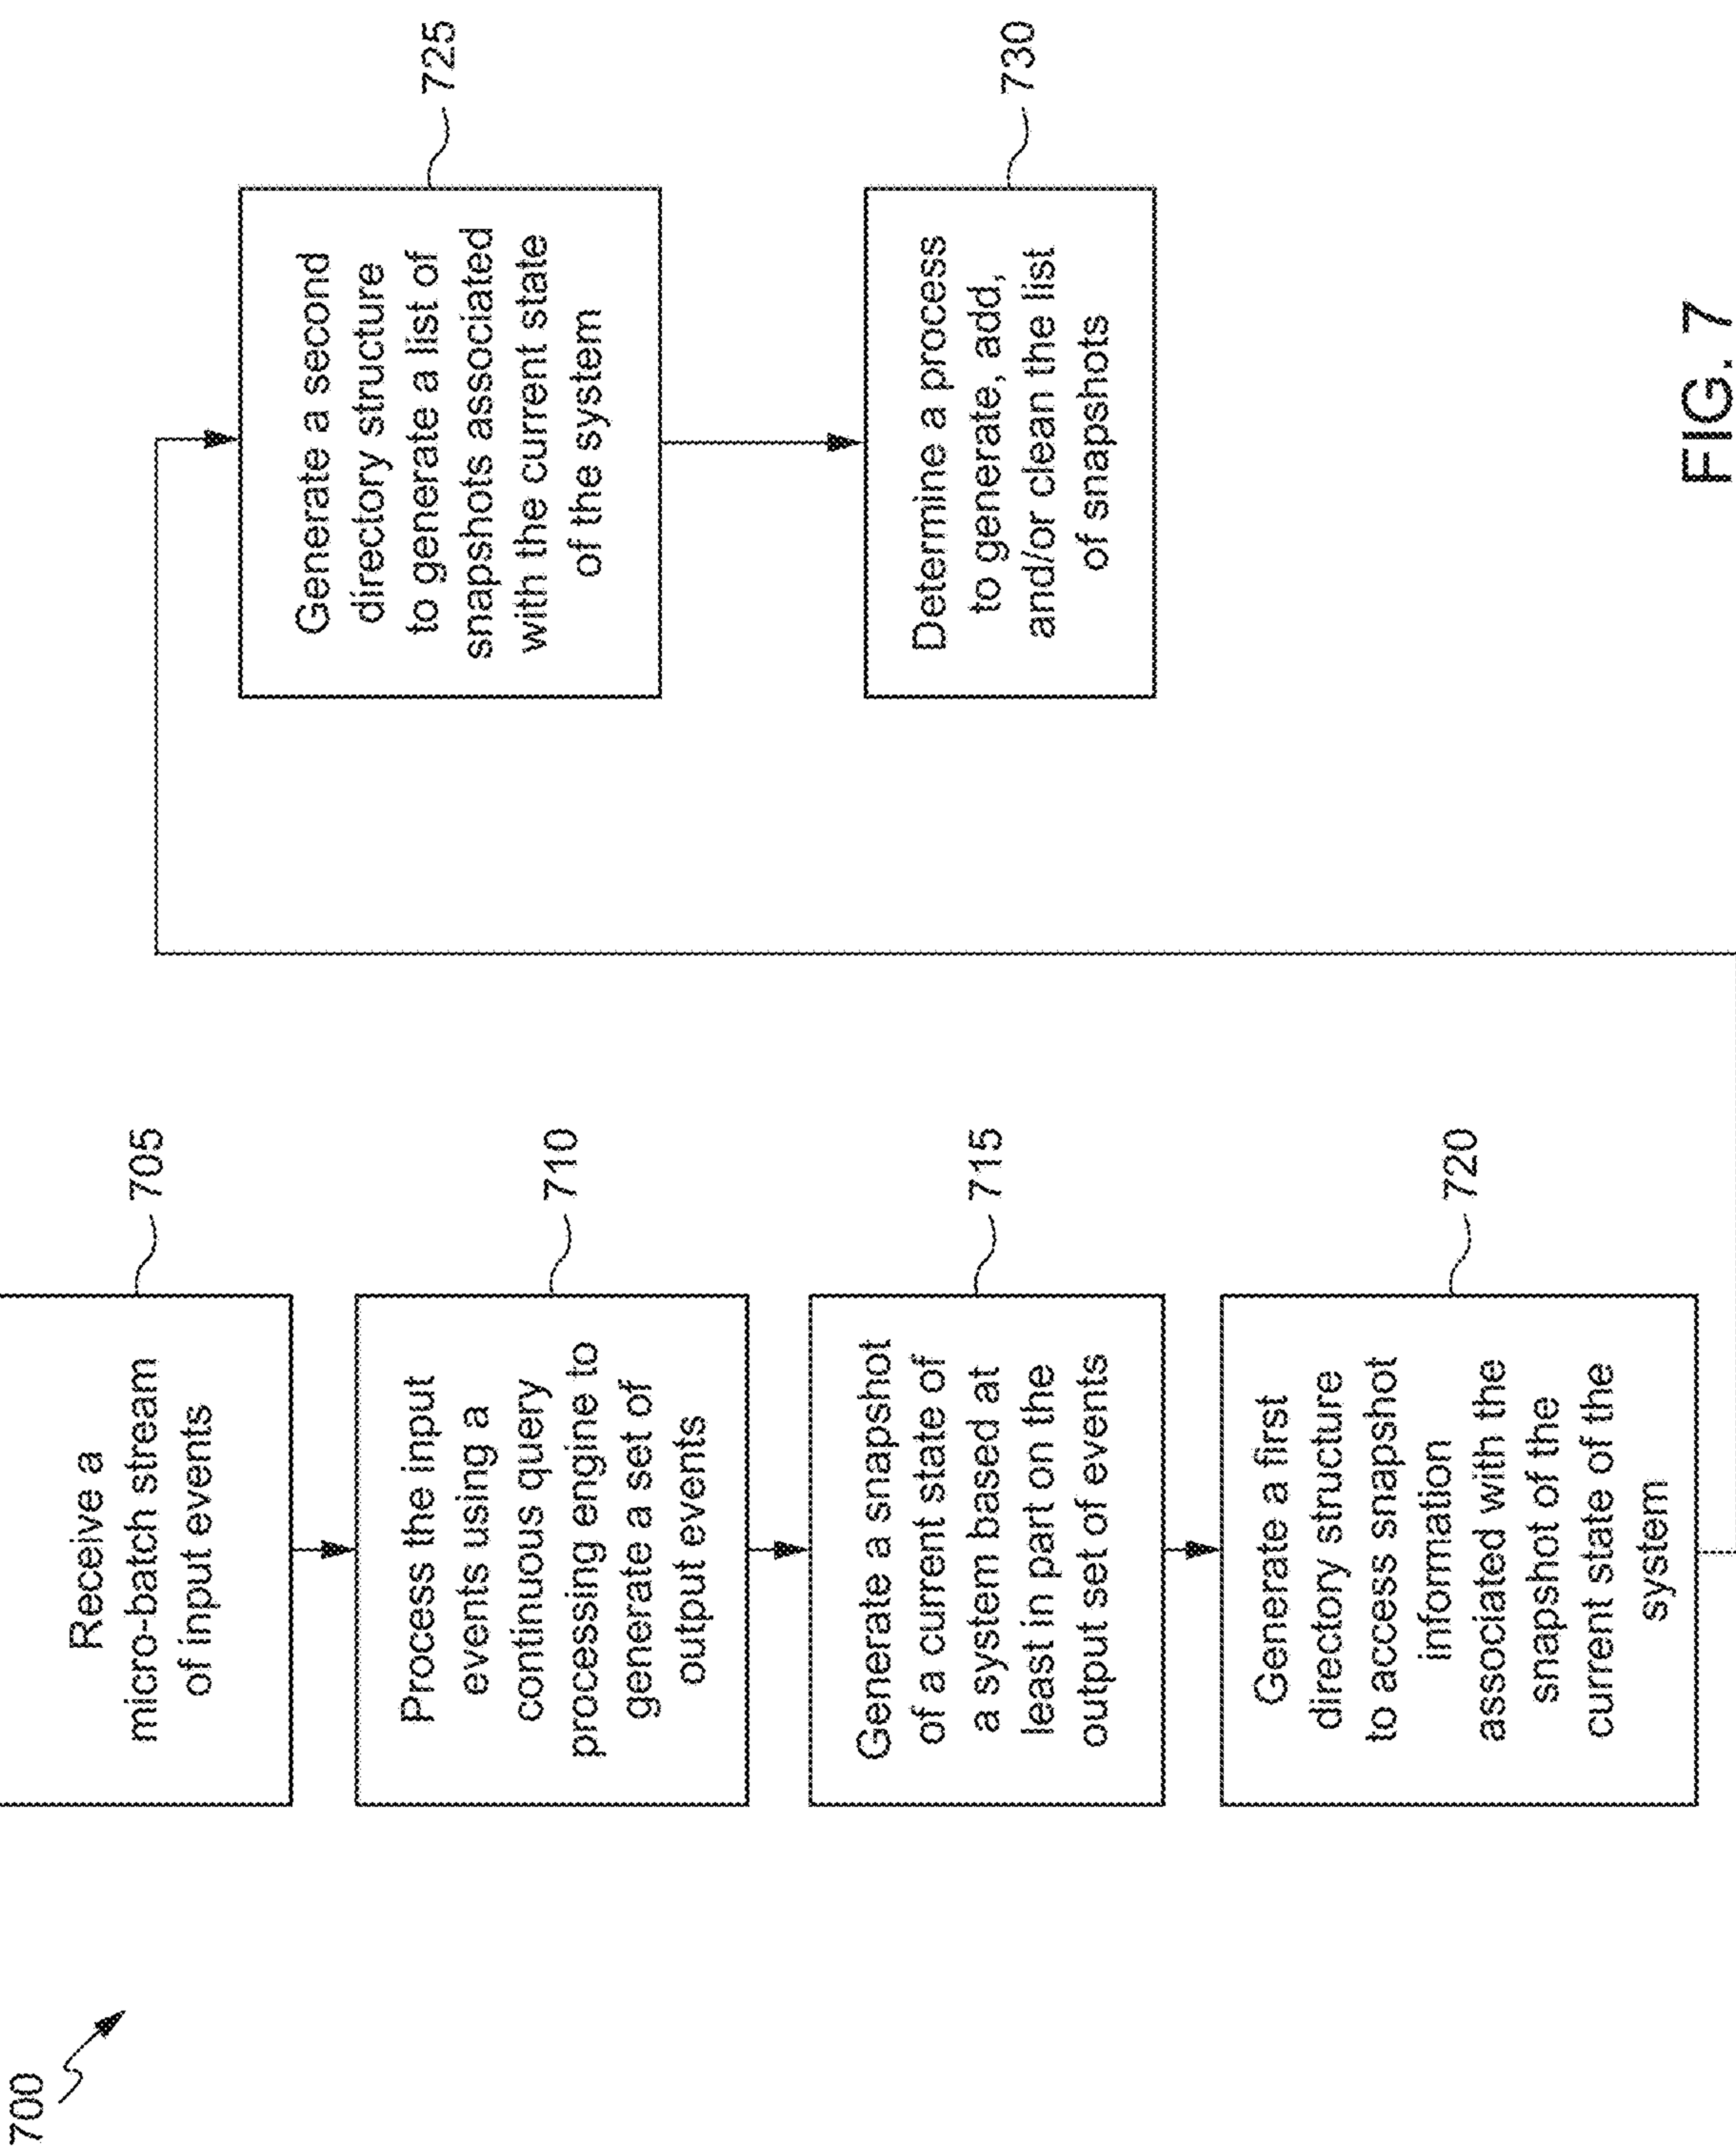 700
Receive a
micro-batch stream
of input events
705
Process the input
events using a
continuous query
processing engine to
generate a set of
output events
710
Generate a snapshot
of a current state of
a system based at
least in part on the
output set of events
715
Generate a first
directory structure
to access snapshot
information
associated with the
snapshot of the
current state of the
system
720
Generate a second
directory structure
to generate a list of
snapshots associated
with the current state
of the system
725
Determine a process
to generate, add,
and/or clean the list
of snapshots
730
FIG. 7